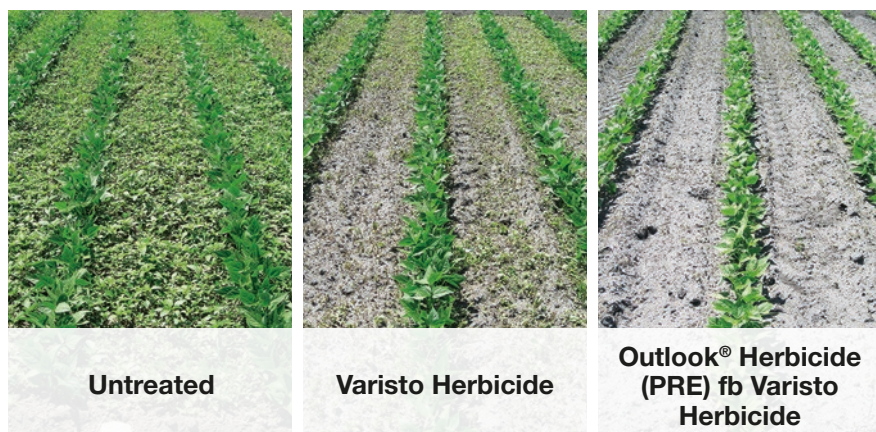 Untreated
Varisto Herbicide
Outlook® Herbicide
(PRE) fb Varisto
Herbicide